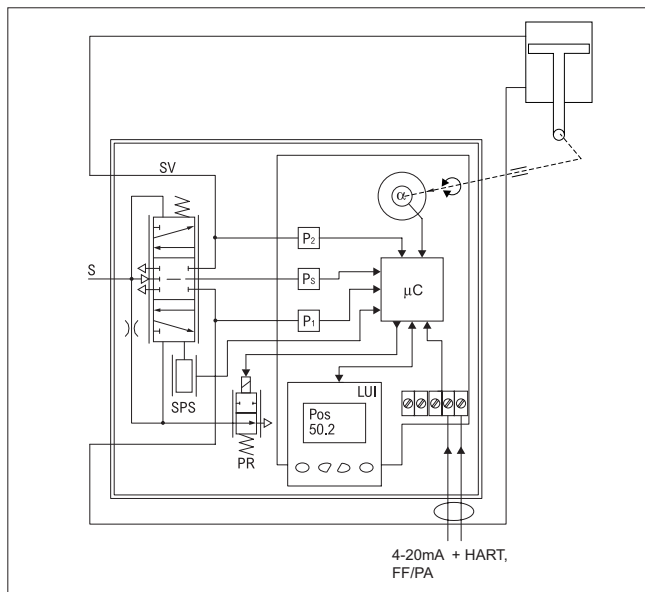 SV
S
α
P2
PS
P1
μC
SPS
LUI
Pos
50.2
PR
4-20mA + HART,
FF/PA